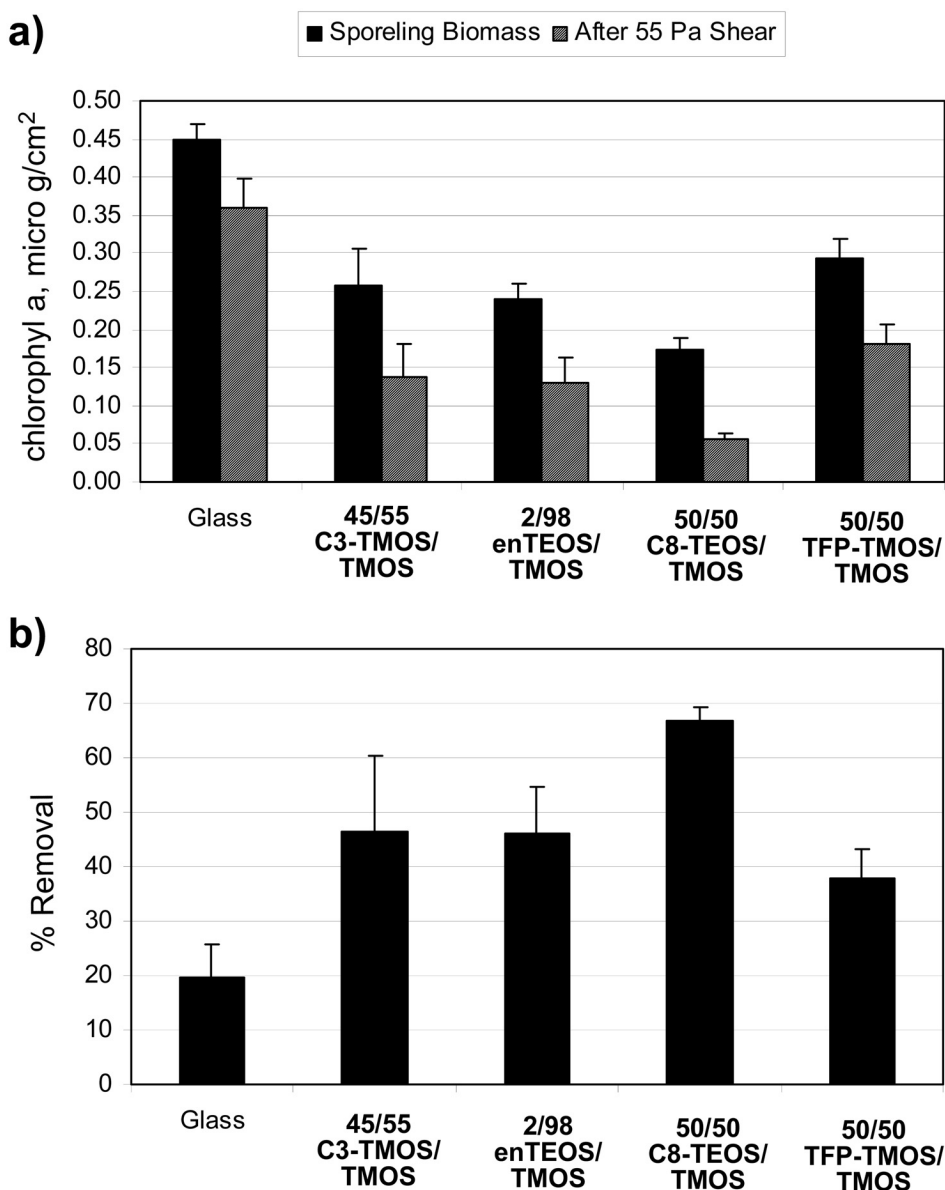 a)
Sporeling Biomass After 55 Pa Shear
chlorophyl a, micro g/cm²
0.50
0.45
0.40
0.35
0.30
0.25
0.20
0.15
0.10
0.05
0.00
Glass
45/55
C3-TMOS/
TMOS
2/98
enTEOS/
TMOS
50/50
C8-TEOS/
TMOS
50/50
TFP-TMOS/
TMOS
b)
% Removal
80
70
60
50
40
30
20
10
0
Glass
45/55
C3-TMOS/
TMOS
2/98
enTEOS/
TMOS
50/50
C8-TEOS/
TMOS
50/50
TFP-TMOS/
TMOS